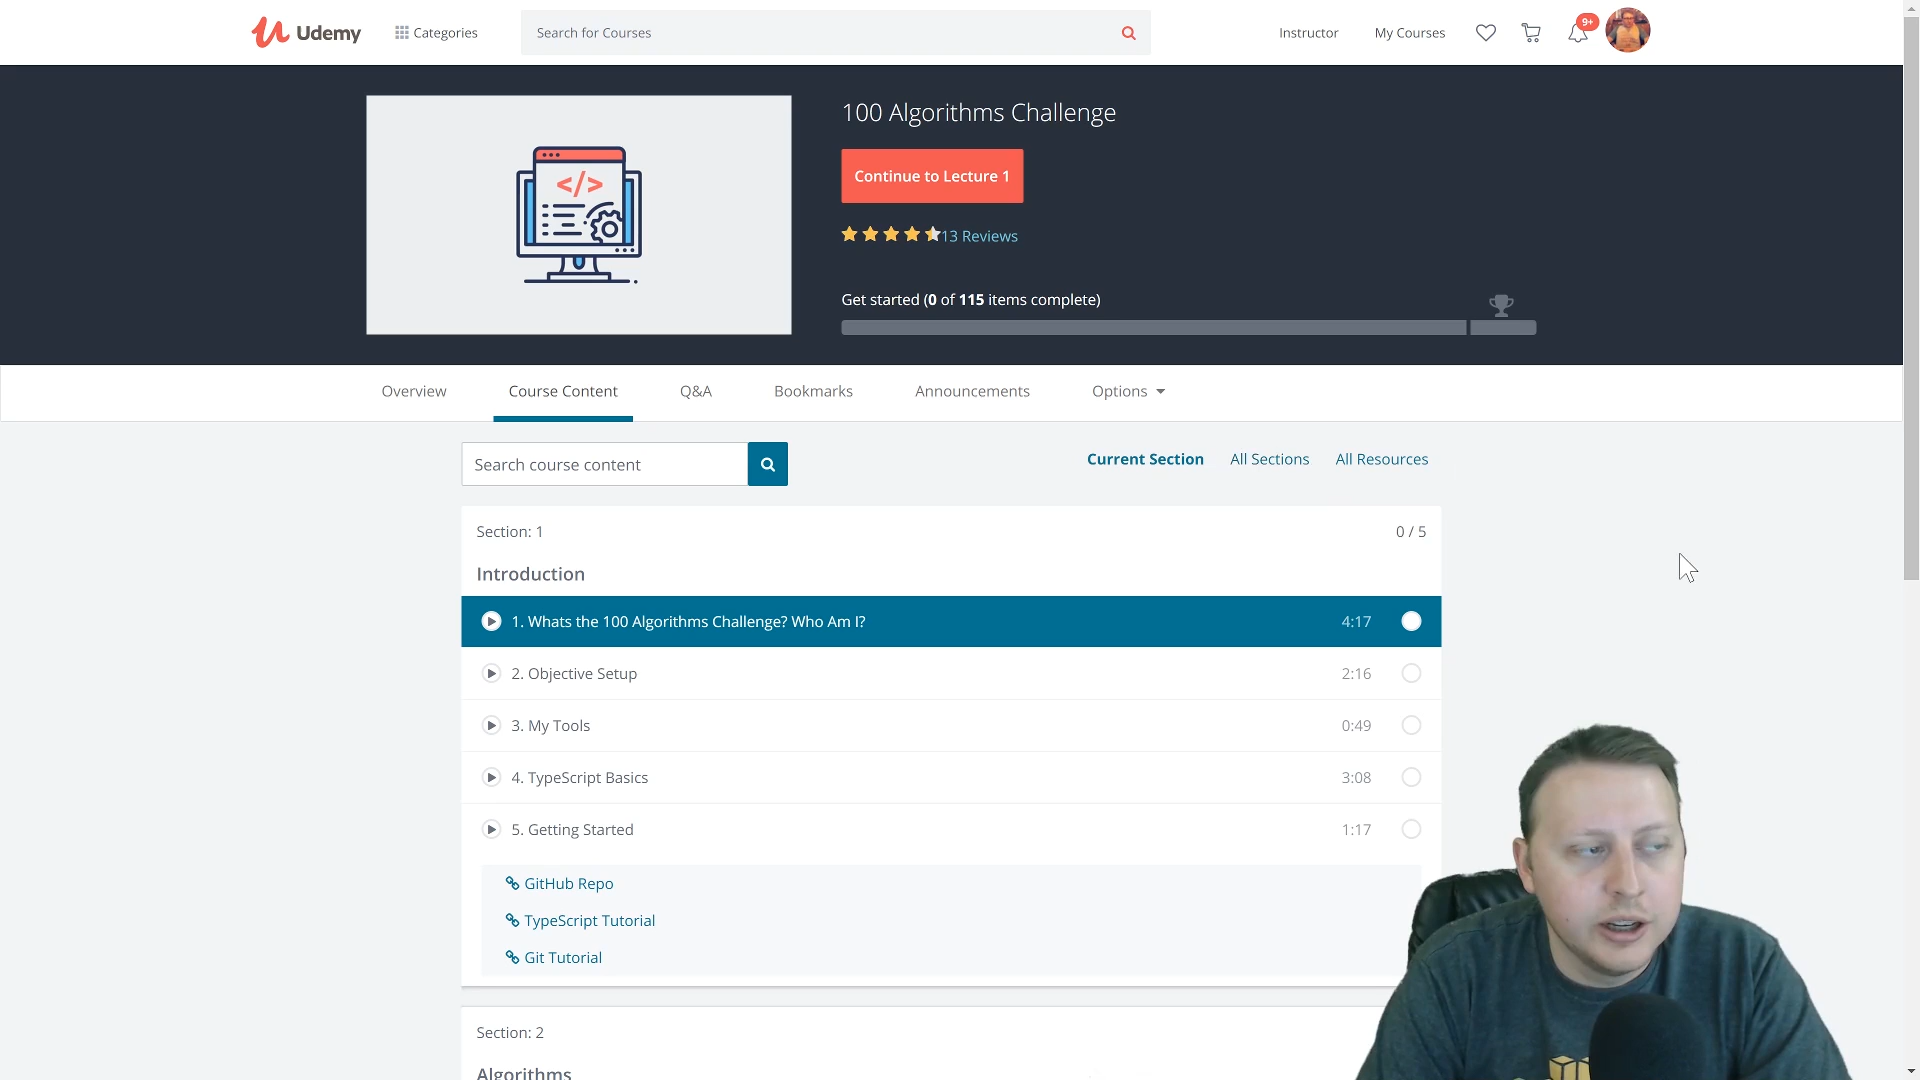 Udemy
Categories
Search for Courses
Instructor
My Courses
9+
</>
100 Algorithms Challenge
Continue to Lecture 1
13 Reviews
Get started (0 of 115 items complete)
Overview
Course Content
Q&A
Bookmarks
Announcements
Options
Search course content
Current Section
All Sections
All Resources
Section: 1
0 / 5
Introduction
1. Whats the 100 Algorithms Challenge? Who Am I?
4:17
2. Objective Setup
2:16
3. My Tools
0:49
4. TypeScript Basics
3:08
5. Getting Started
1:17
GitHub Repo
TypeScript Tutorial
Git Tutorial
Section: 2
Algorithms